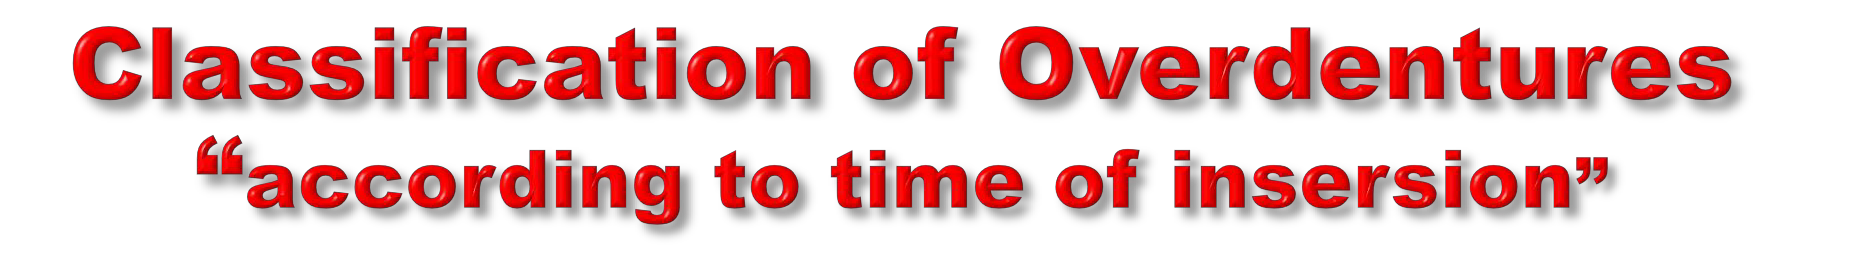 Classification of Overdentures
“according to time of insersion”